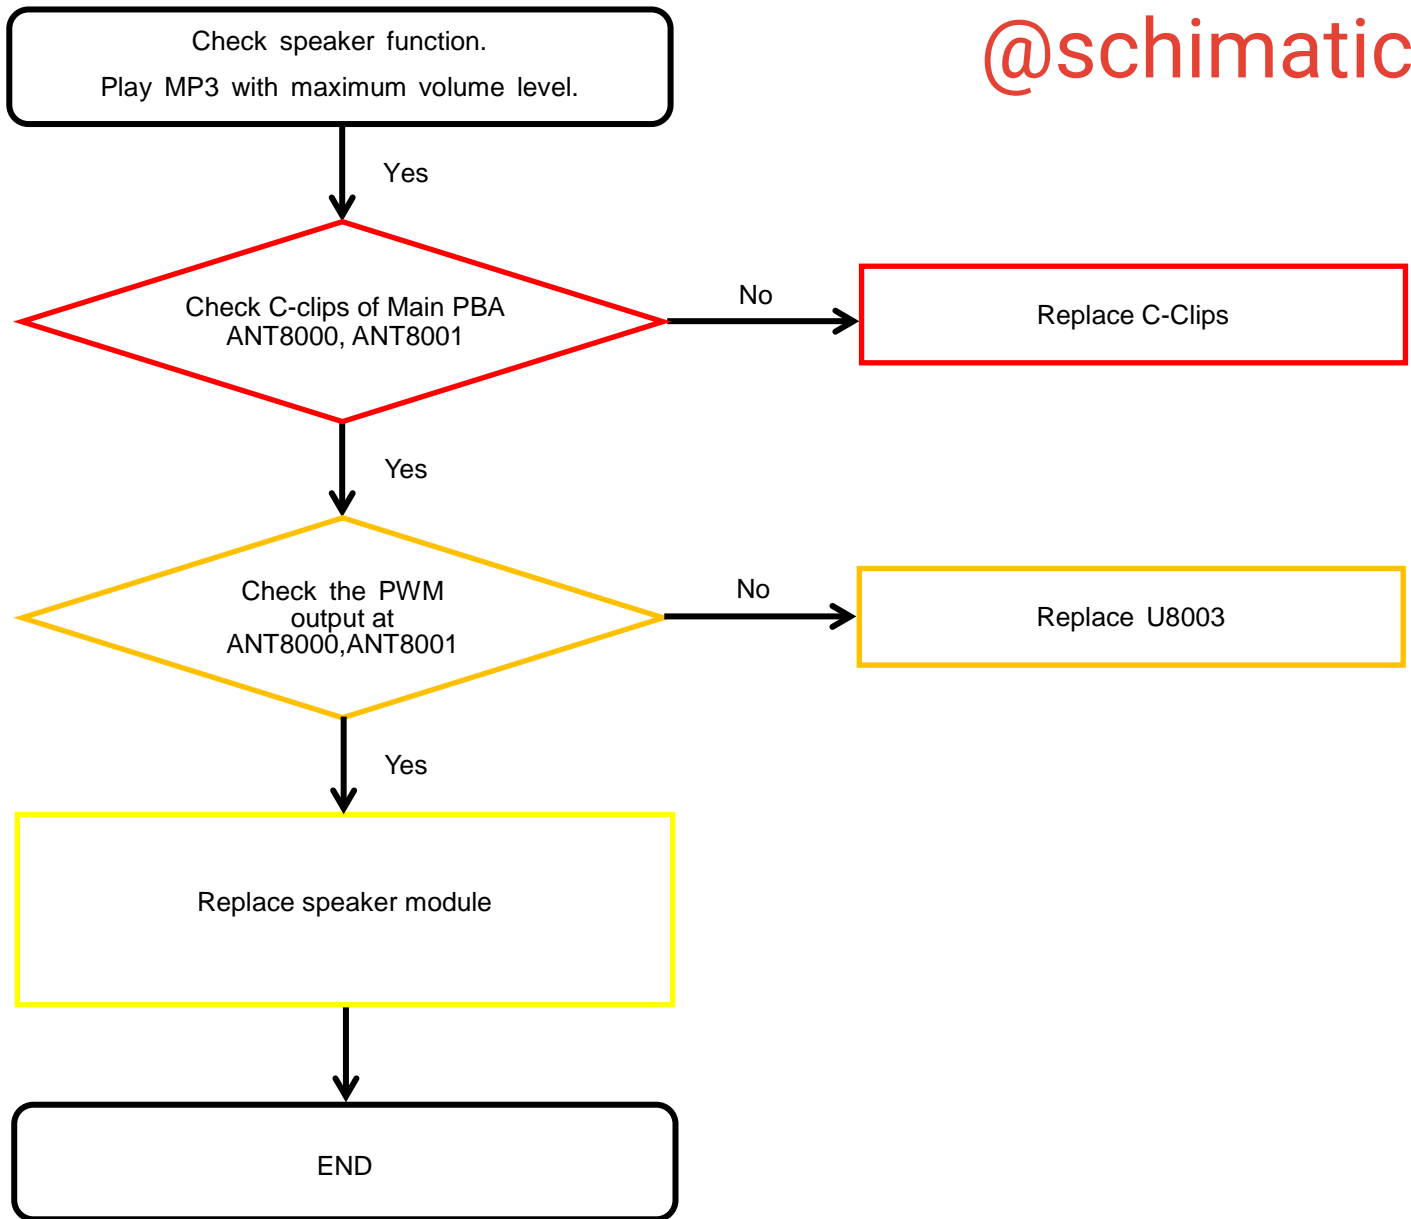 @schimatic
Check speaker function.
Play MP3 with maximum volume level.
Yes
Check C-clips of Main PBA
ANT8000, ANT8001
No
Replace C-Clips
Yes
Check the PWM
output at
ANT8000,ANT8001
No
Replace U8003
Yes
Replace speaker module
END